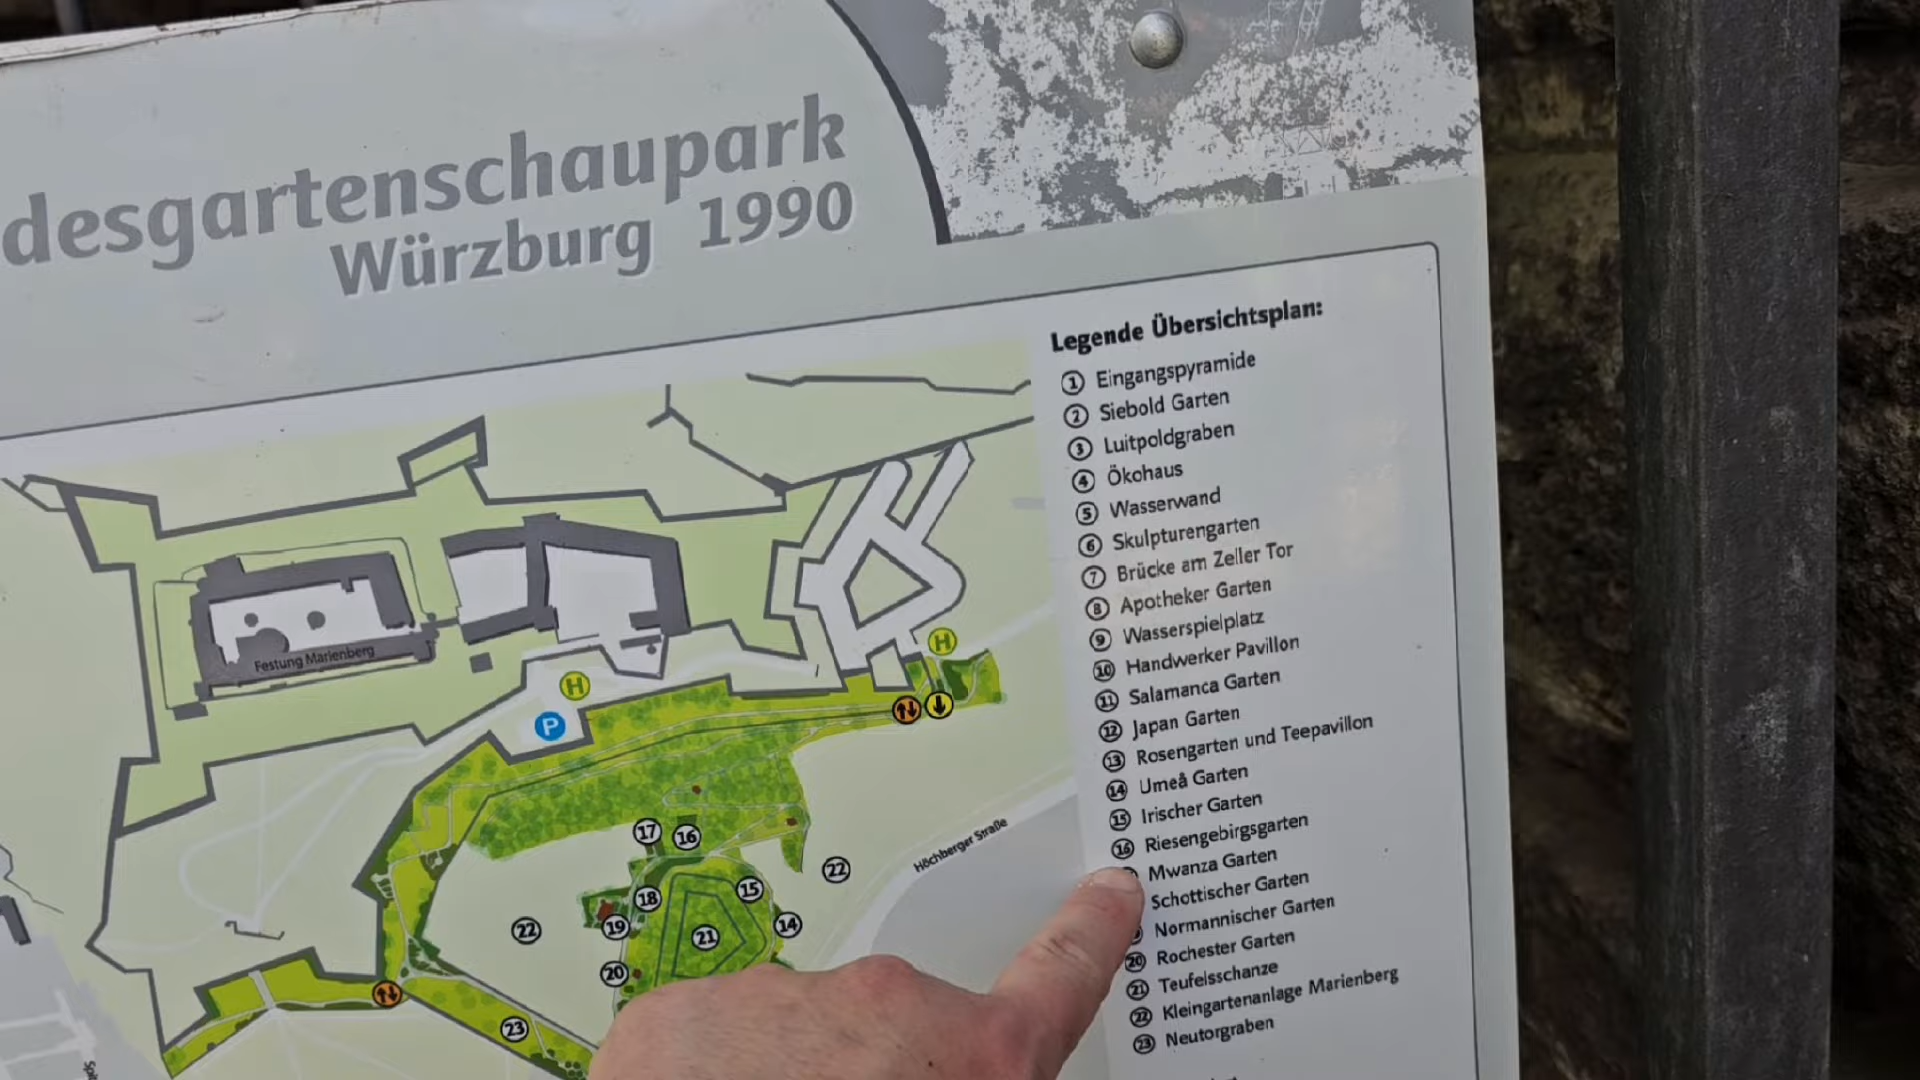 desgartenschaupark
Würzburg 1990
Legende Übersichtsplan:
1 Eingangspyramide
2 Siebold Garten
3 Luitpoldgraben
4 Ökohaus
5 Wasserwand
6 Skulpturengarten
7 Brücke am Zeller Tor
8 Apotheker Garten
9 Wasserspielplatz
10 Handwerker Pavillon
11 Salamanca Garten
12 Japan Garten
13 Rosengarten und Teepavillon
14 Umeå Garten
15 Irischer Garten
16 Riesengebirgsgarten
Mwanza Garten
Schottischer Garten
Normannischer Garten
20 Rochester Garten
21 Teufelsschanze
22 Kleingartenanlage Marienberg
23 Neutorgraben
Festung Marienberg
H
H
P
Höchberger Straße
17
16
22
18
15
22
19
21
14
20
23